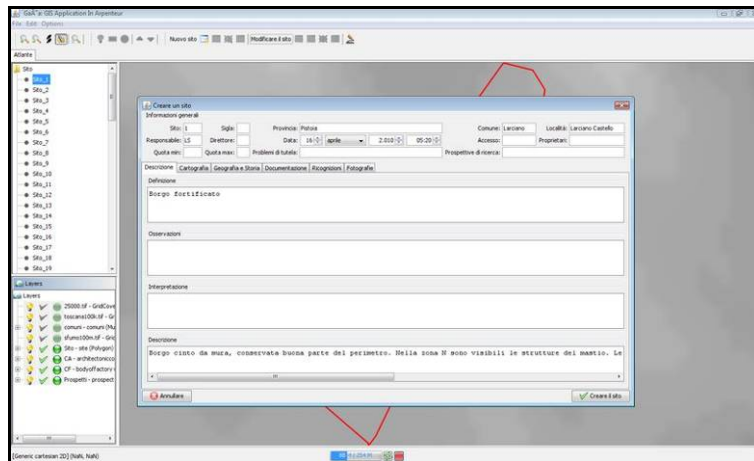 GIS Application In Arpenteur
File Edit Options
Nuovo sito
Modificare il sito
Atlante
Sito
Sito_1
Sito_2
Sito_3
Sito_4
Sito_5
Sito_6
Sito_7
Sito_8
Sito_9
Sito_10
Sito_11
Sito_12
Sito_13
Sito_14
Sito_15
Sito_16
Sito_17
Sito_18
Sito_19
Creare un sito
Informazioni generali
Sito: 1 Sigla: Provincia: Pistoia Comune: Larciano Località: Larciano Castello
Responsabile: LS Direttore: Data: 16 aprile 2.010 05:20 Accesso: Proprietari:
Quota min: Quota max: Problemi di tutela: Prospettive di ricerca:
Descrizione Cartografia Geografia e Storia Documentazione Ricognizioni Fotografie
Definizione
Borgo fortificato
Osservazioni
Interpretazione
Descrizione
Borgo cinto da mura, conservata buona parte del perimetro. Nella zona N sono visibili le strutture del mastio. Le
Annullare
Creare il sito
Layers
Layers
25000.tif - GridCove
toscana100k.tif - Gr
comuni - comuni (Mu
sfumo100m.tif - Grid
Sito - site (Polygon)
CA - architectonicco
CF - bodyoffactory
Prospetti - prospect
[Generic cartesian 2D] (NaN, NaN)